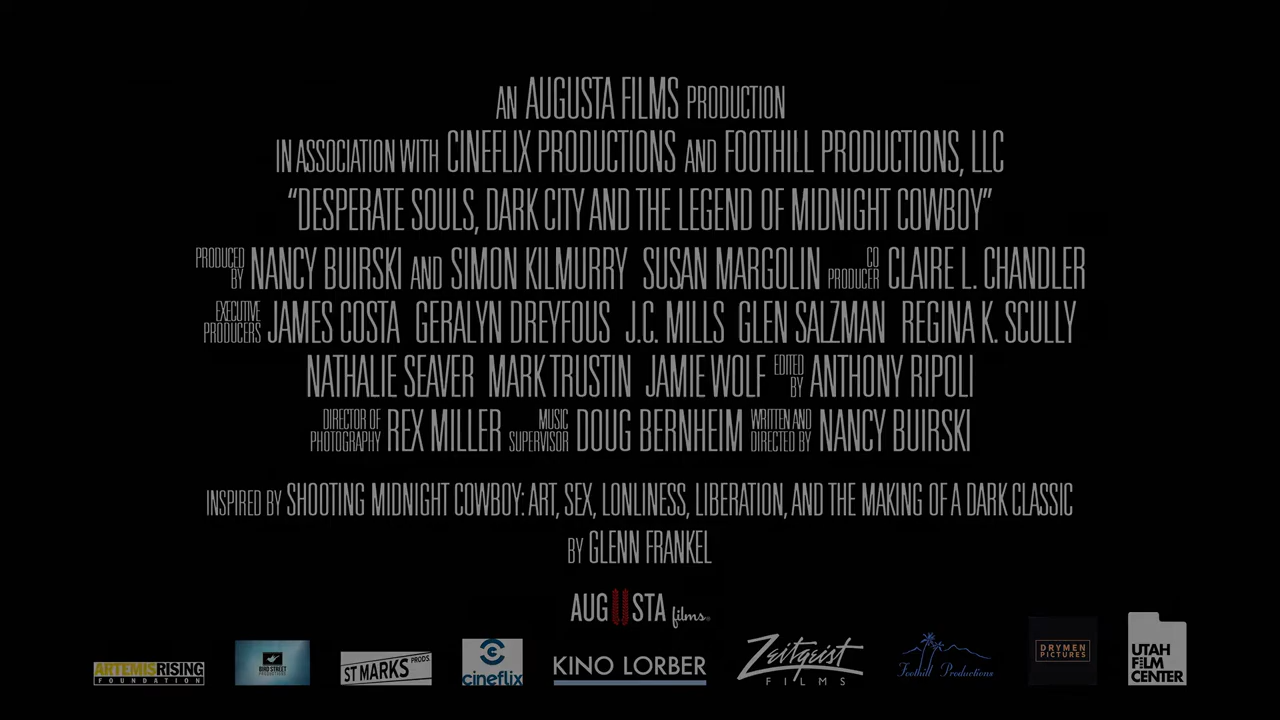 AN AUGUSTA FILMS PRODUCTION
IN ASSOCIATION WITH CINEFLIX PRODUCTIONS AND FOOTHILL PRODUCTIONS, LLC
“DESPERATE SOULS, DARK CITY AND THE LEGEND OF MIDNIGHT COWBOY”
PRODUCED BY NANCY BUIRSKI AND SIMON KILMURRY SUSAN MARGOLIN CO PRODUCER CLAIRE L. CHANDLER
EXECUTIVE PRODUCERS JAMES COSTA GERALYN DREYFOUS J.C. MILLS GLEN SALZMAN REGINA K. SCULLY
NATHALIE SEAVER MARK TRUSTIN JAMIE WOLF EDITED BY ANTHONY RIPOLI
DIRECTOR OF PHOTOGRAPHY REX MILLER MUSIC SUPERVISOR DOUG BERNHEIM WRITTEN AND DIRECTED BY NANCY BUIRSKI
INSPIRED BY SHOOTING MIDNIGHT COWBOY: ART, SEX, LONLINESS, LIBERATION, AND THE MAKING OF A DARK CLASSIC
BY GLENN FRANKEL
AUGUSTA films
ARTEMIS RISING FOUNDATION
BIRD STREET PRODUCTIONS
ST MARKS PRODS.
cineflix
KINO LORBER
Zeitgeist FILMS
Foothill Productions
DRYMEN PICTURES
UTAH FILM CENTER